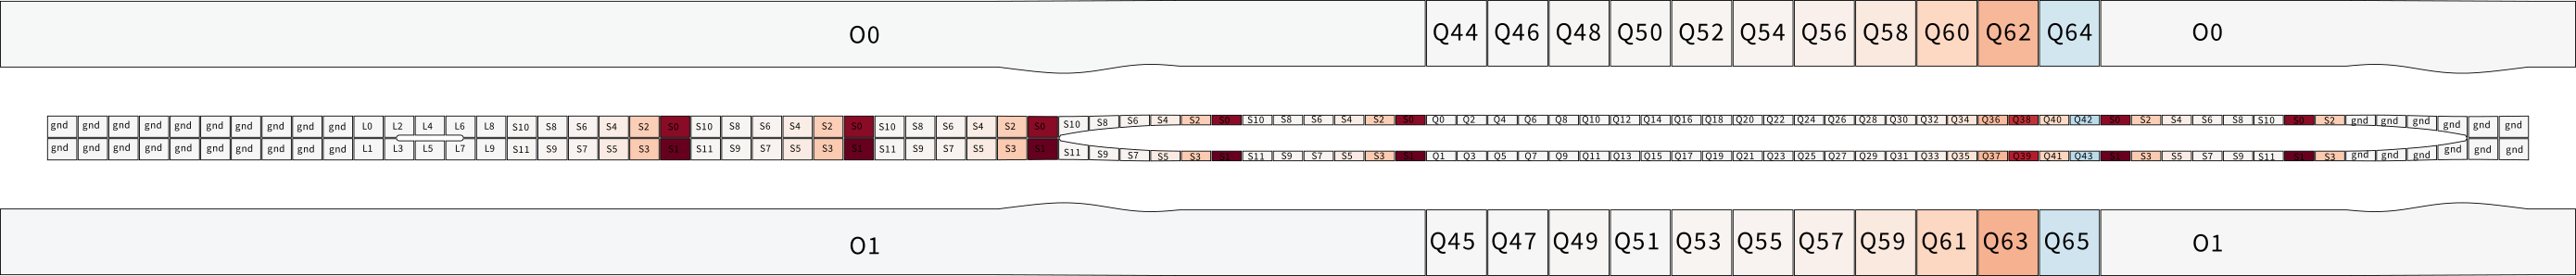 O0 Q44 Q46 Q48 Q50 Q52 Q54 Q56 Q58 Q60 Q62 Q64 O0
gnd gnd gnd gnd gnd gnd gnd gnd gnd gnd L0 L2 L4 L6 L8 S10 S8 S6 S4 S2 S0 S10 S8 S6 S4 S2 S0 S10 S8 S6 S4 S2 S0 S10 S8 S6 S4 S2 S0 S10 S8 S6 S4 S2 S0 Q0 Q2 Q4 Q6 Q8 Q10 Q12 Q14 Q16 Q18 Q20 Q22 Q24 Q26 Q28 Q30 Q32 Q34 Q36 Q38 Q40 Q42 S0 S2 S4 S6 S8 S10 S0 S2 gnd gnd gnd gnd gnd gnd
gnd gnd gnd gnd gnd gnd gnd gnd gnd gnd L1 L3 L5 L7 L9 S11 S9 S7 S5 S3 S1 S11 S9 S7 S5 S3 S1 S11 S9 S7 S5 S3 S1 S11 S9 S7 S5 S3 S1 S11 S9 S7 S5 S3 S1 Q1 Q3 Q5 Q7 Q9 Q11 Q13 Q15 Q17 Q19 Q21 Q23 Q25 Q27 Q29 Q31 Q33 Q35 Q37 Q39 Q41 Q43 S1 S3 S5 S7 S9 S11 S1 S3 gnd gnd gnd gnd gnd gnd
O1 Q45 Q47 Q49 Q51 Q53 Q55 Q57 Q59 Q61 Q63 Q65 O1